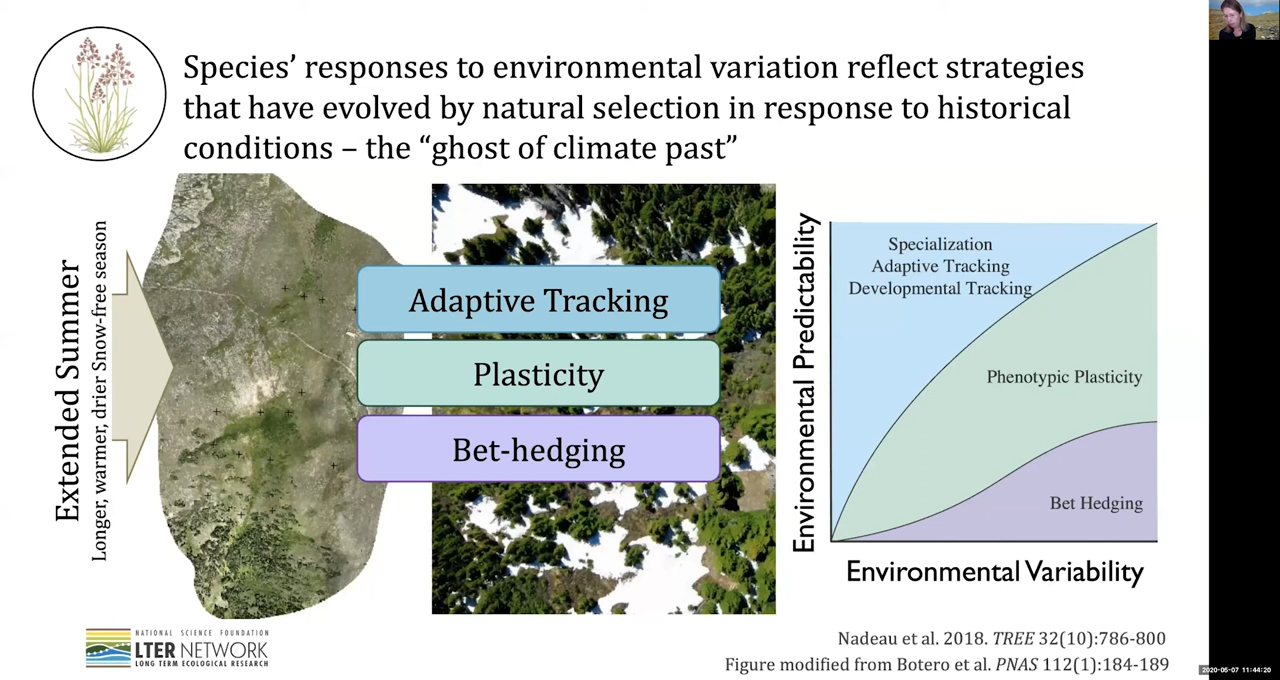 Species’ responses to environmental variation reflect strategies
that have evolved by natural selection in response to historical
conditions – the “ghost of climate past”
Extended Summer
Longer, warmer, drier Snow-free season
Adaptive Tracking
Plasticity
Bet-hedging
Environmental Predictability
Specialization
Adaptive Tracking
Developmental Tracking
Phenotypic Plasticity
Bet Hedging
Environmental Variability
NATIONAL SCIENCE FOUNDATION
LTER NETWORK
LONG TERM ECOLOGICAL RESEARCH
Nadeau et al. 2018. TREE 32(10):786-800
Figure modified from Botero et al. PNAS 112(1):184-189
2020-05-07 11:44:20